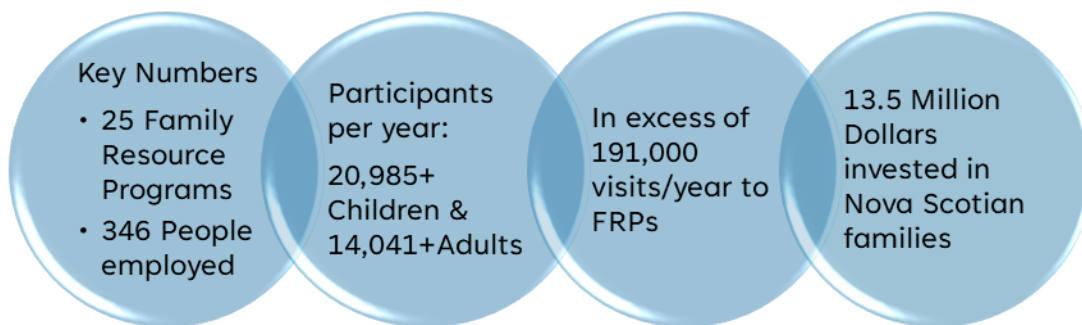 Key Numbers
• 25 Family
Resource
Programs
• 346 People
employed
Participants
per year:
20,985+
Children &
14,041+Adults
In excess of
191,000
visits/year to
FRPs
13.5 Million
Dollars
invested in
Nova Scotian
families